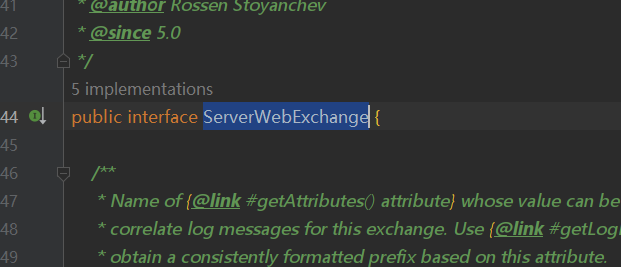 41 * @author Rossen Stoyanchev
42 * @since 5.0
43 */
5 implementations
44 public interface ServerWebExchange {
45
46 /**
47 * Name of {@link #getAttributes() attribute} whose value can be
48 * correlate log messages for this exchange. Use {@link #getLog
49 * obtain a consistently formatted prefix based on this attribute.